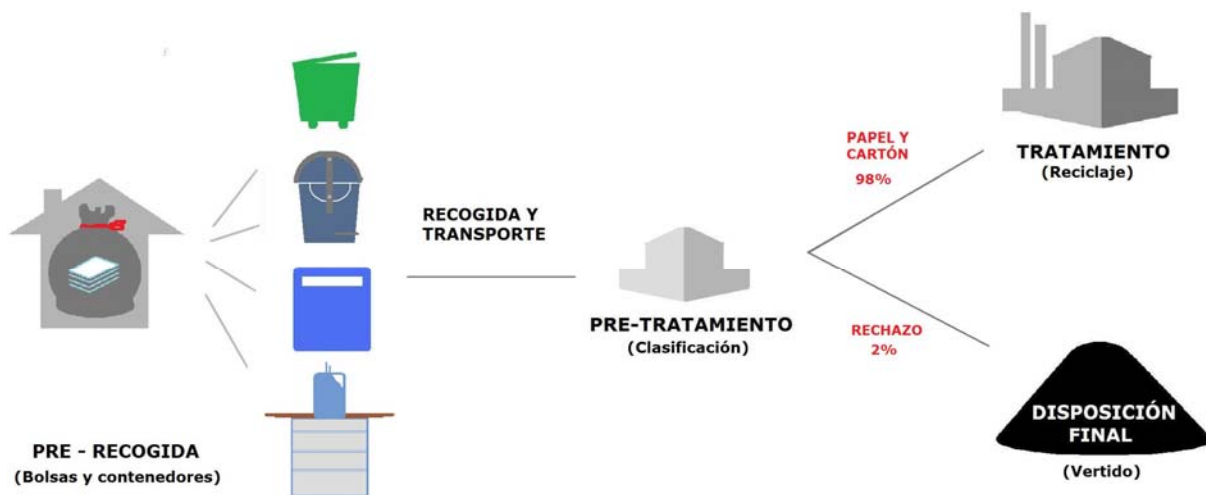 PRE - RECOGIDA
(Bolsas y contenedores)
RECOGIDA Y
TRANSPORTE
PRE-TRATAMIENTO
(Clasificación)
PAPEL Y
CARTÓN
98%
TRATAMIENTO
(Reciclaje)
RECHAZO
2%
DISPOSICIÓN
FINAL
(Vertido)